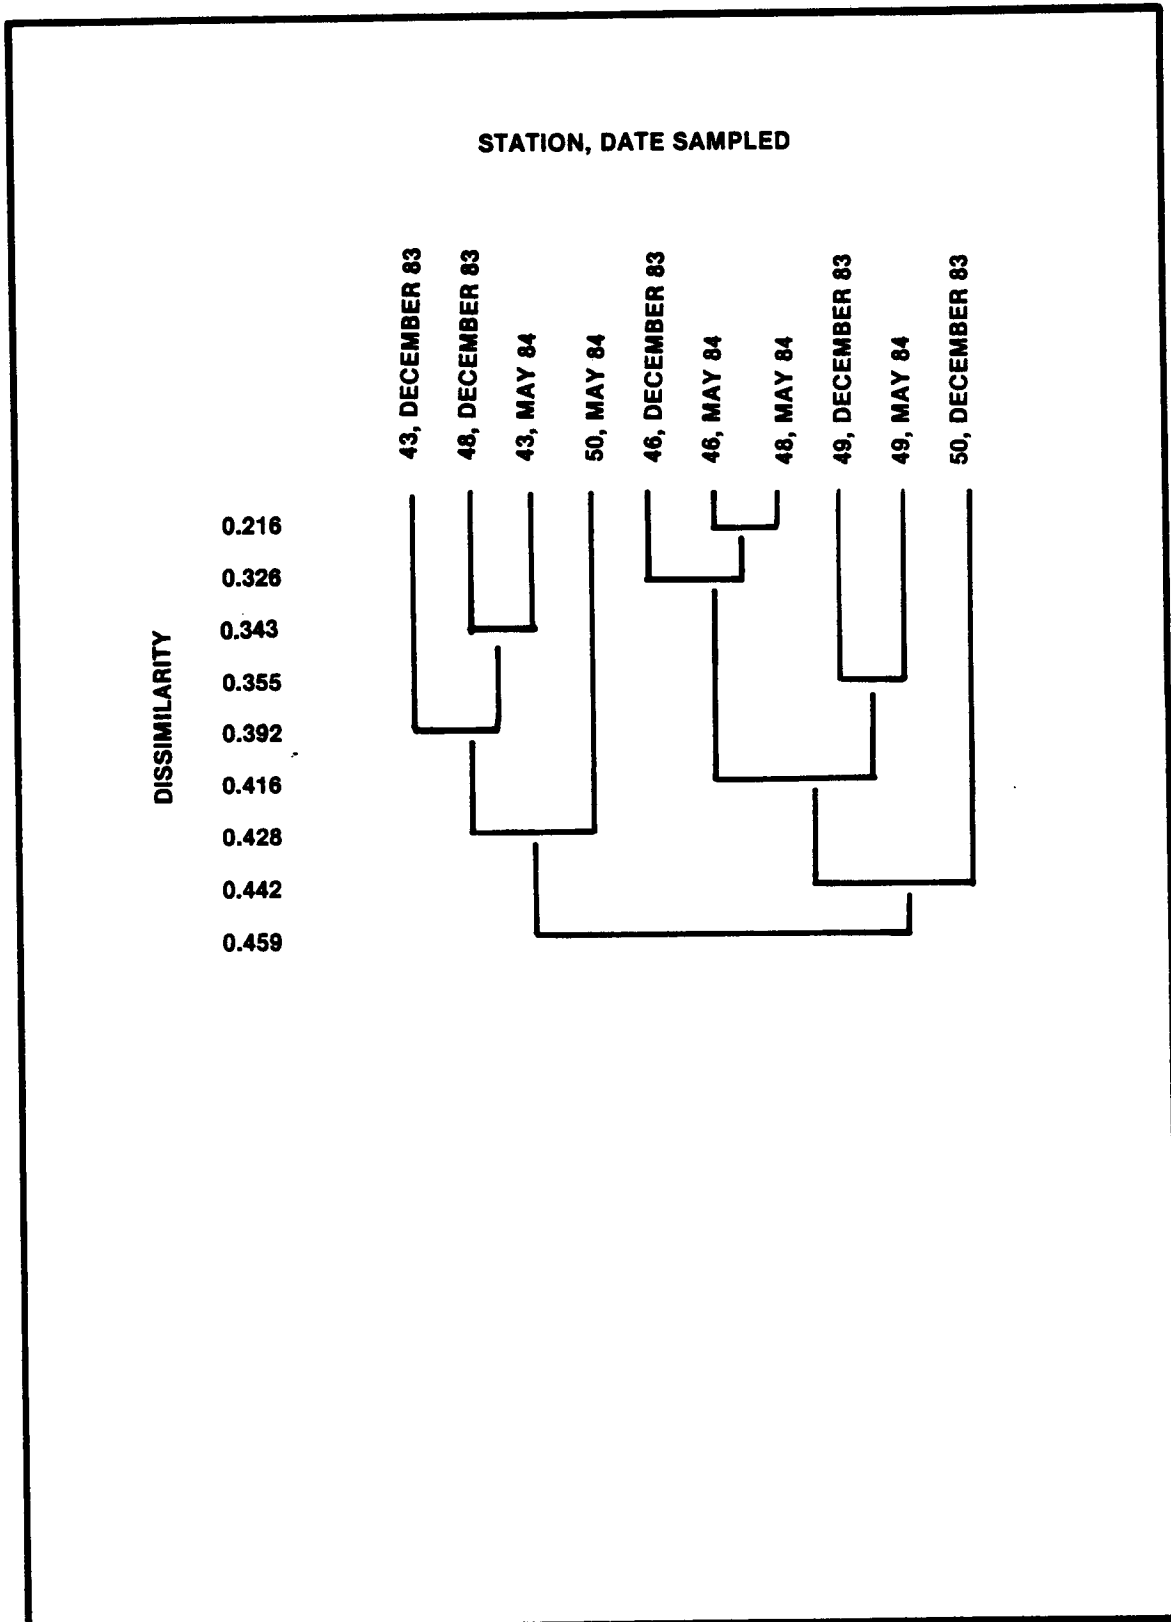 STATION, DATE SAMPLED
43, DECEMBER 83
48, DECEMBER 83
43, MAY 84
50, MAY 84
46, DECEMBER 83
46, MAY 84
48, MAY 84
49, DECEMBER 83
49, MAY 84
50, DECEMBER 83
DISSIMILARITY
0.216
0.326
0.343
0.355
0.392
0.416
0.428
0.442
0.459